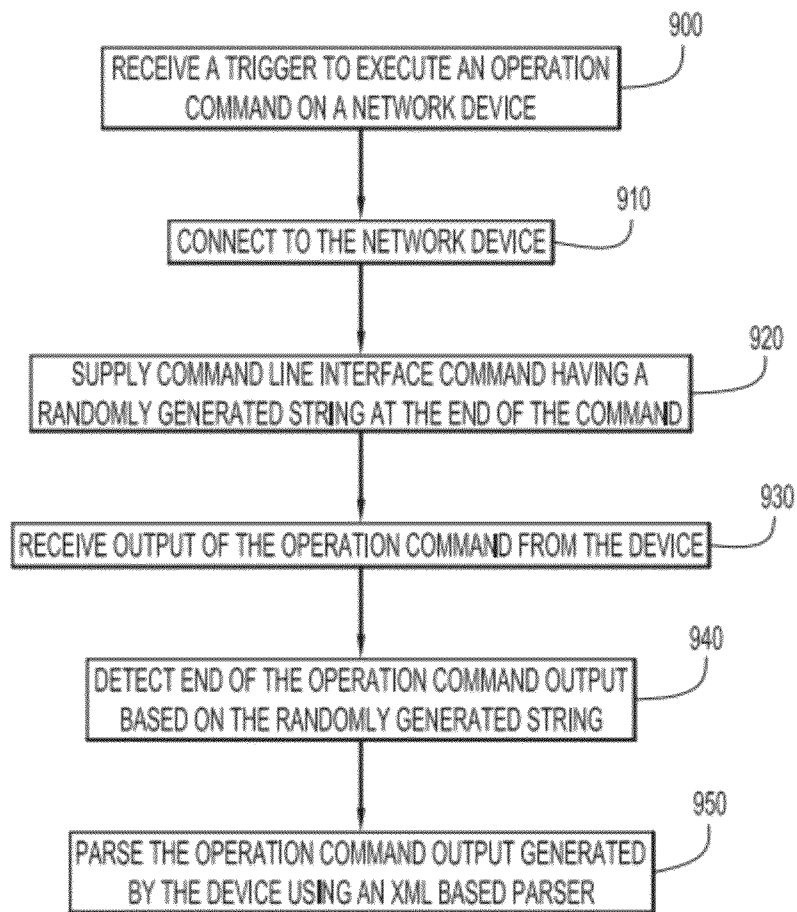 900
RECEIVE A TRIGGER TO EXECUTE AN OPERATION
COMMAND ON A NETWORK DEVICE
910
CONNECT TO THE NETWORK DEVICE
920
SUPPLY COMMAND LINE INTERFACE COMMAND HAVING A
RANDOMLY GENERATED STRING AT THE END OF THE COMMAND
930
RECEIVE OUTPUT OF THE OPERATION COMMAND FROM THE DEVICE
940
DETECT END OF THE OPERATION COMMAND OUTPUT
BASED ON THE RANDOMLY GENERATED STRING
950
PARSE THE OPERATION COMMAND OUTPUT GENERATED
BY THE DEVICE USING AN XML BASED PARSER